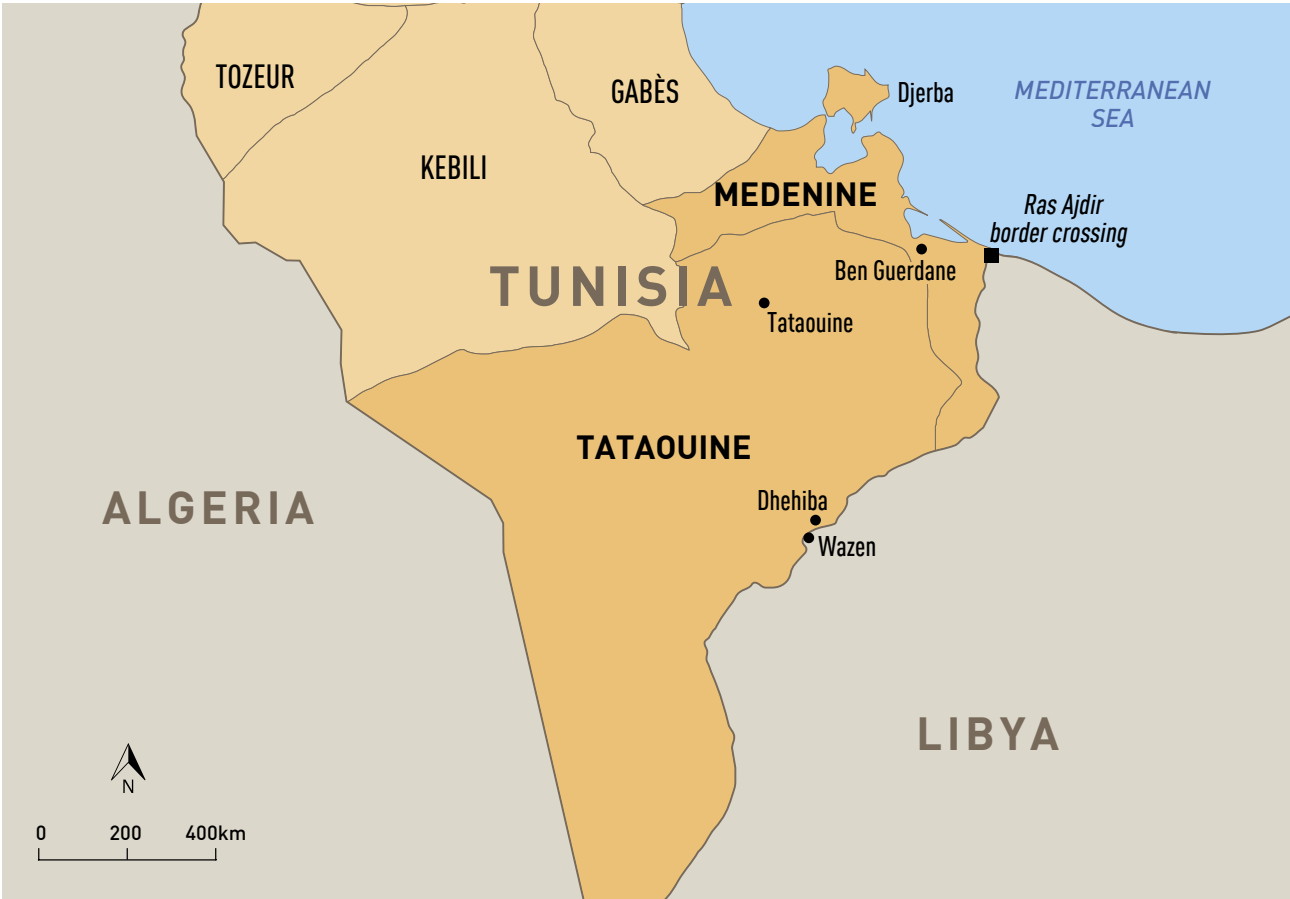 TOZEUR
GABÈS
Djerba
MEDITERRANEAN
SEA
KEBILI
MEDENINE
Ras Ajdir
border crossing
Ben Guerdane
TUNISIA
Tataouine
TATAOUINE
Dhehiba
Wazen
ALGERIA
LIBYA
N
0 200 400km